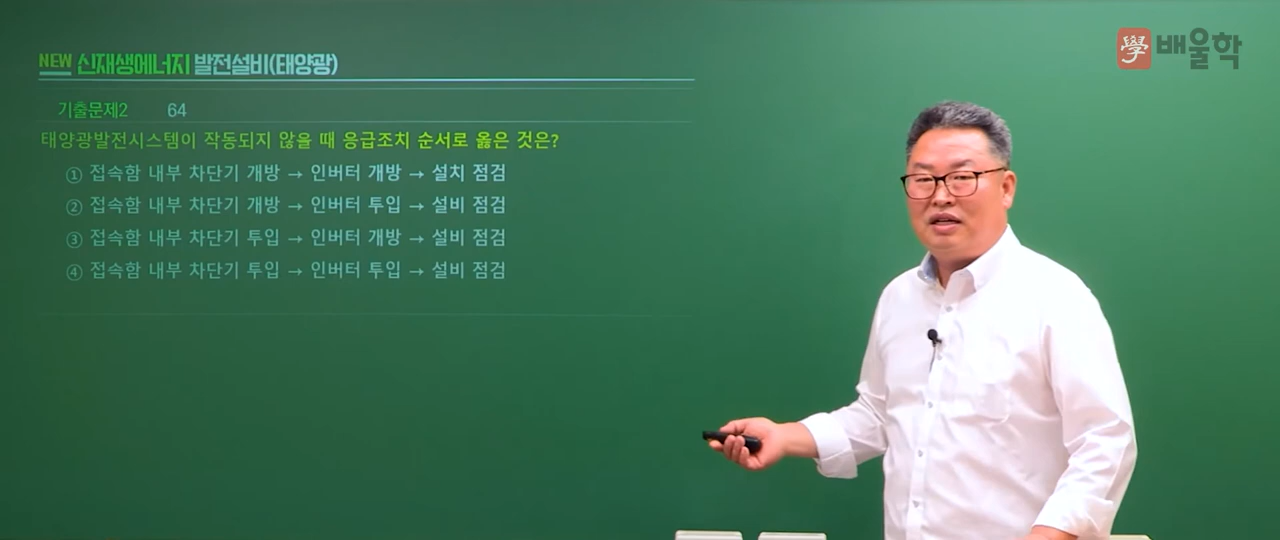 NEW 신재생에너지 발전설비(태양광)
學 배울학
기출문제2 64
태양광발전시스템이 작동되지 않을 때 응급조치 순서로 옳은 것은?
① 접속함 내부 차단기 개방 → 인버터 개방 → 설치 점검
② 접속함 내부 차단기 개방 → 인버터 투입 → 설비 점검
③ 접속함 내부 차단기 투입 → 인버터 개방 → 설비 점검
④ 접속함 내부 차단기 투입 → 인버터 투입 → 설비 점검